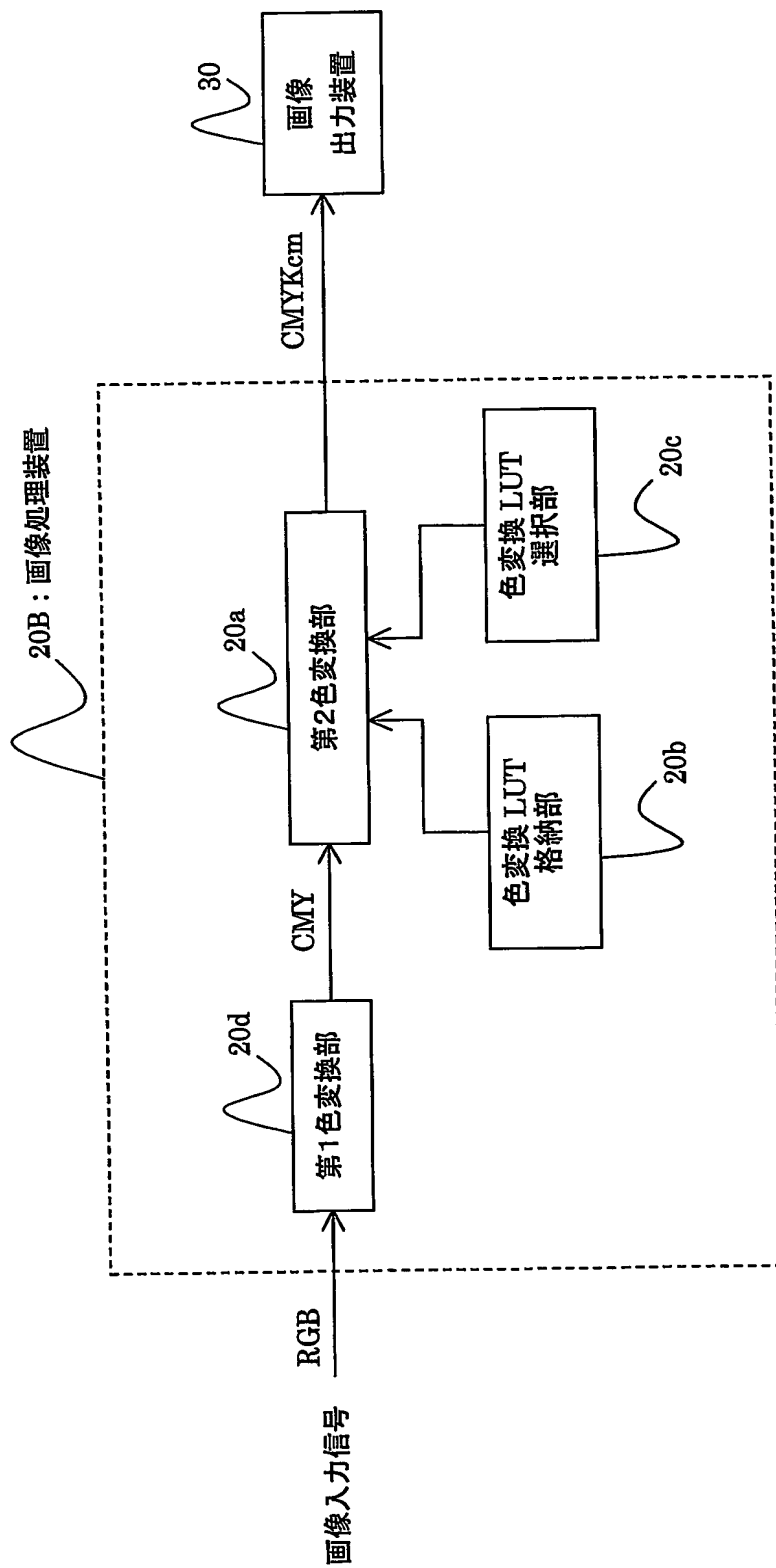 20B：画像処理装置
画像入力信号
RGB
20d
第1色変換部
CMY
20a
第2色変換部
色変換 LUT
格納部
20b
色変換 LUT
選択部
20c
CMYKcm
30
画像
出力装置